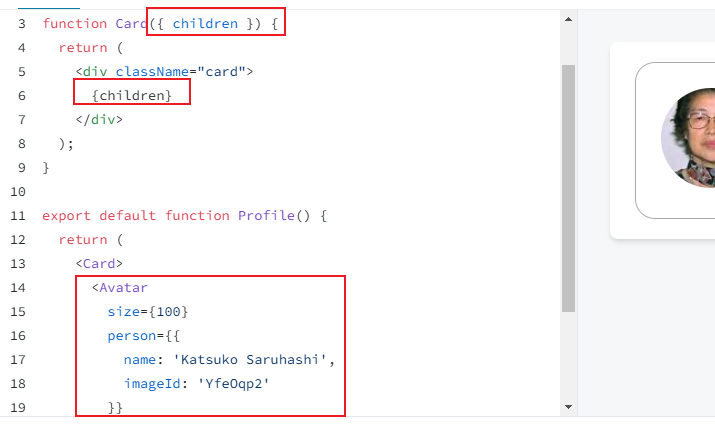 3 function Card({ children }) {
4 return (
5 <div className="card">
6 {children}
7 </div>
8 );
9 }
10
11 export default function Profile() {
12 return (
13 <Card>
14 <Avatar
15 size={100}
16 person={{
17 name: 'Katsuko Saruhashi',
18 imageId: 'YfeOqp2'
19 }}